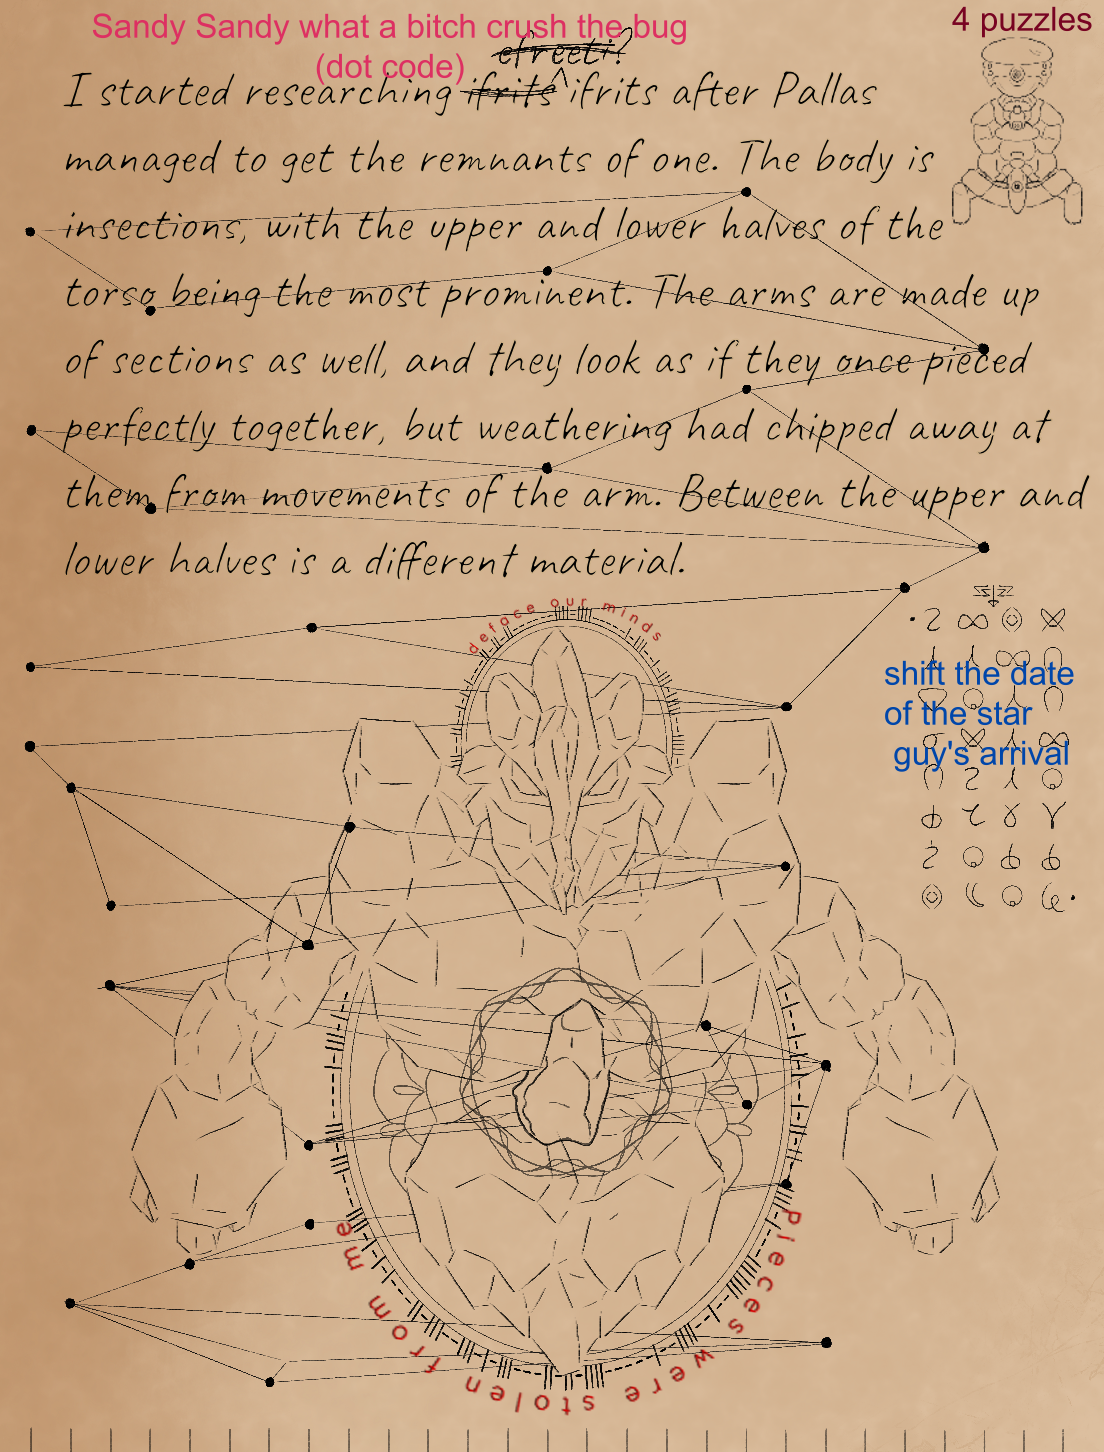 Sandy Sandy what a bitch crush the bug
(dot code)
4 puzzles
efreeti?
I started researching ifrits ifrits after Pallas
managed to get the remnants of one. The body is
insections, with the upper and lower halves of the
torso being the most prominent. The arms are made up
of sections as well, and they look as if they once pieced
perfectly together, but weathering had chipped away at
them from movements of the arm. Between the upper and
lower halves is a different material.
deface our minds
shift the date
of the star
guy's arrival
pieces were stolen from me